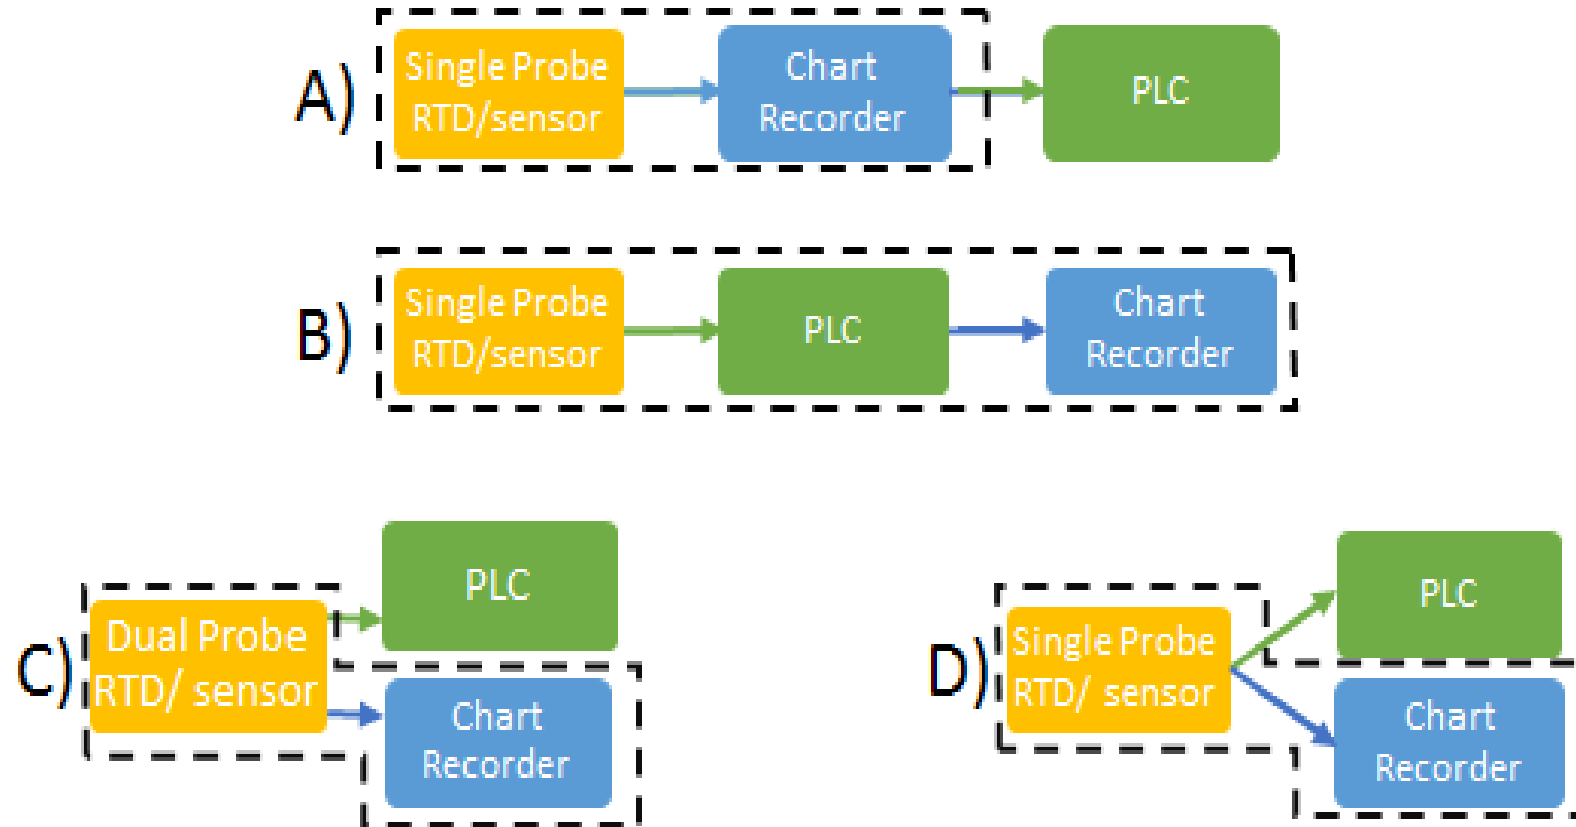 A)
Single Probe
RTD/sensor
Chart
Recorder
PLC
B)
Single Probe
RTD/sensor
PLC
Chart
Recorder
C)
Dual Probe
RTD/ sensor
PLC
Chart
Recorder
D)
Single Probe
RTD/ sensor
PLC
Chart
Recorder